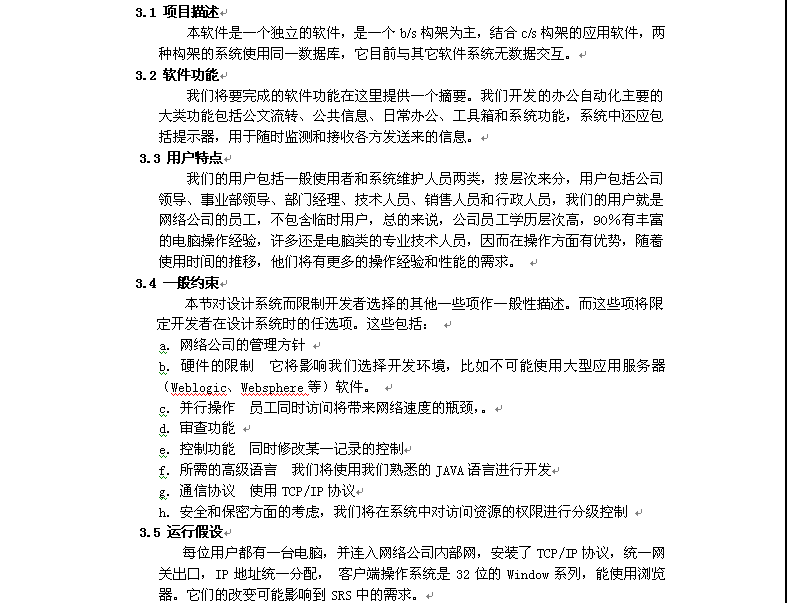 3.1 项目描述
本软件是一个独立的软件，是一个 b/s 构架为主，结合 c/s 构架的应用软件，两
种构架的系统使用同一数据库，它目前与其它软件系统无数据交互。
3.2 软件功能
我们将要完成的软件功能在这里提供一个摘要。我们开发的办公自动化主要的
大类功能包括公文流转、公共信息、日常办公、工具箱和系统功能，系统中还应包
括提示器，用于随时监测和接收各方发送来的信息。
3.3 用户特点
我们的用户包括一般使用者和系统维护人员两类，按层次来分，用户包括公司
领导、事业部领导、部门经理、技术人员、销售人员和行政人员，我们的用户就是
网络公司的员工，不包含临时用户，总的来说，公司员工学历层次高，90%有丰富
的电脑操作经验，许多还是电脑类的专业技术人员，因而在操作方面有优势，随着
使用时间的推移，他们将有更多的操作经验和性能的需求。
3.4 一般约束
本节对设计系统而限制开发者选择的其他一些项作一般性描述。而这些项将限
定开发者在设计系统时的任选项。这些包括：
a. 网络公司的管理方针
b. 硬件的限制 它将影响我们选择开发环境，比如不可能使用大型应用服务器
（Weblogic、Websphere 等）软件。
c. 并行操作 员工同时访问将带来网络速度的瓶颈，。
d. 审查功能
e. 控制功能 同时修改某一记录的控制
f. 所需的高级语言 我们将使用我们熟悉的 JAVA 语言进行开发
g. 通信协议 使用 TCP/IP 协议
h. 安全和保密方面的考虑，我们将在系统中对访问资源的权限进行分级控制
3.5 运行假设
每位用户都有一台电脑，并连入网络公司内部网，安装了 TCP/IP 协议，统一网
关出口，IP 地址统一分配， 客户端操作系统是 32 位的 Window 系列，能使用浏览
器。它们的改变可能影响到 SRS 中的需求。